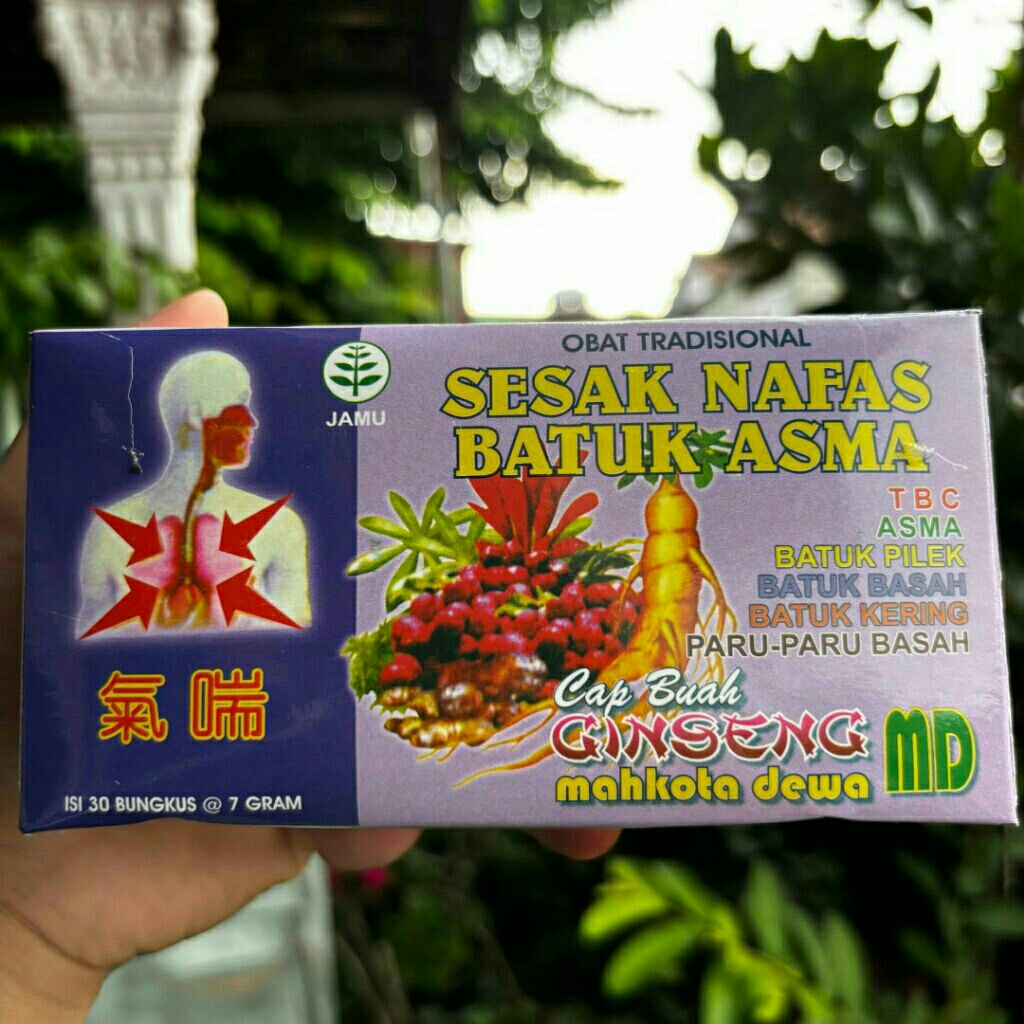 OBAT TRADISIONAL
SESAK NAFAS
BATUK ASMA
JAMU
TBC
ASMA
BATUK PILEK
BATUK BASAH
BATUK KERING
PARU-PARU BASAH
氣喘
Cap Buah
GINSENG
mahkota dewa
MD
ISI 30 BUNGKUS @ 7 GRAM